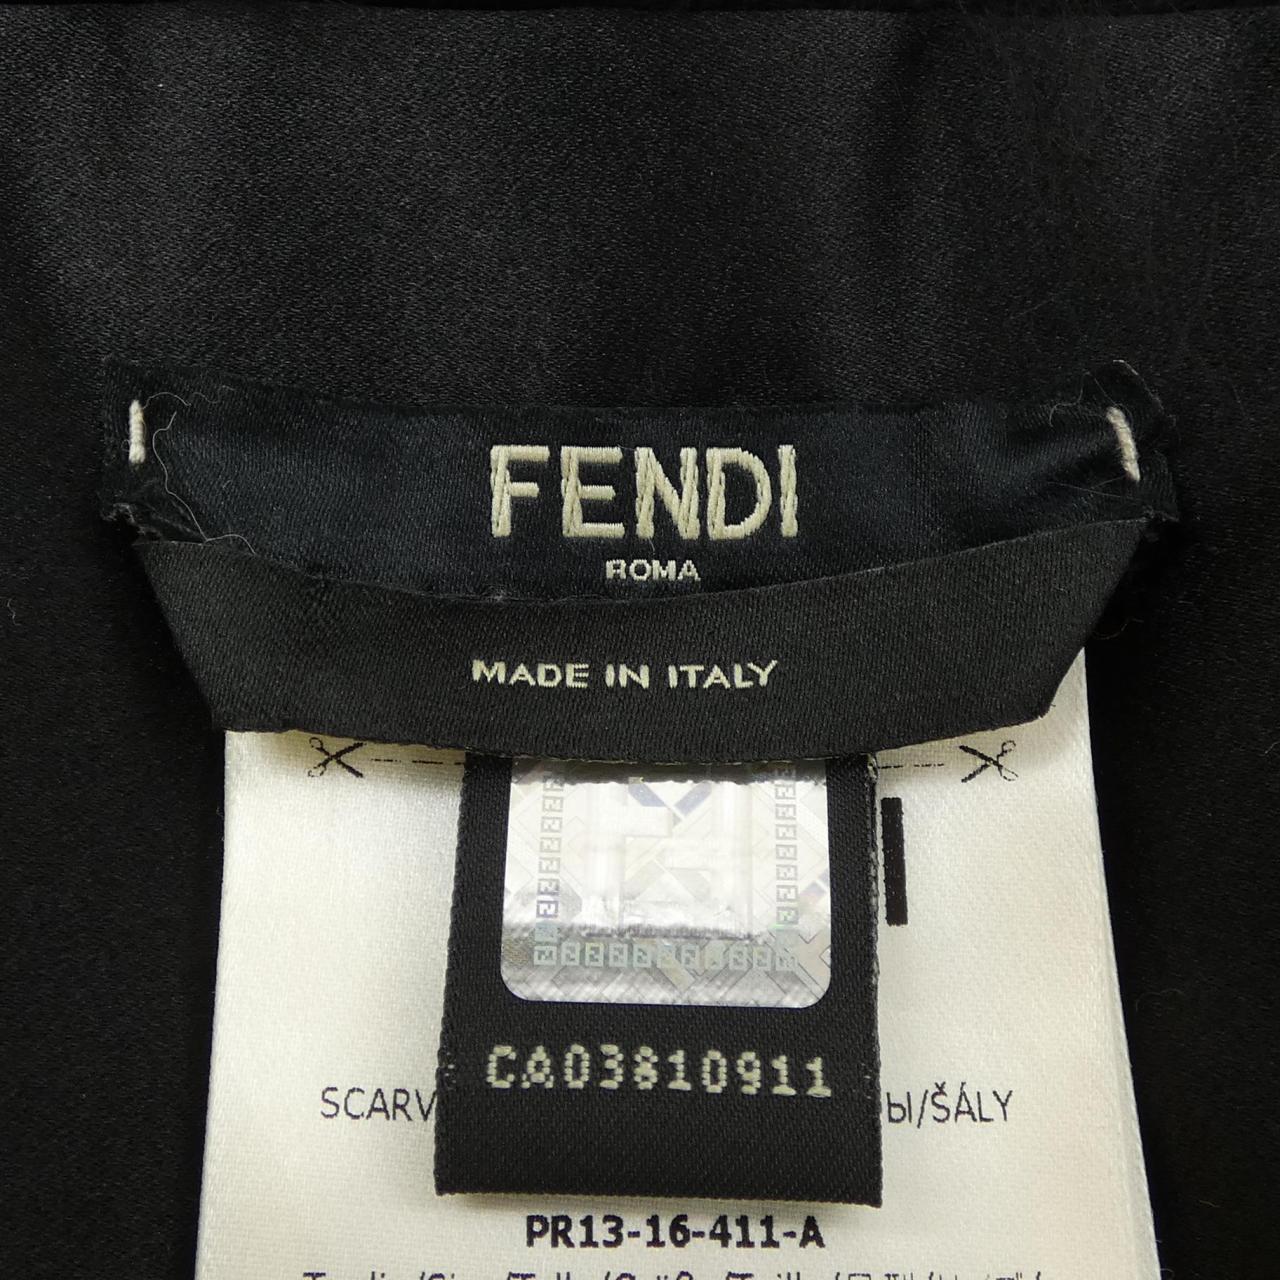 FENDI
ROMA
MADE IN ITALY
CA03810911
SCARV ы/ŠÁLY
PR13-16-411-A